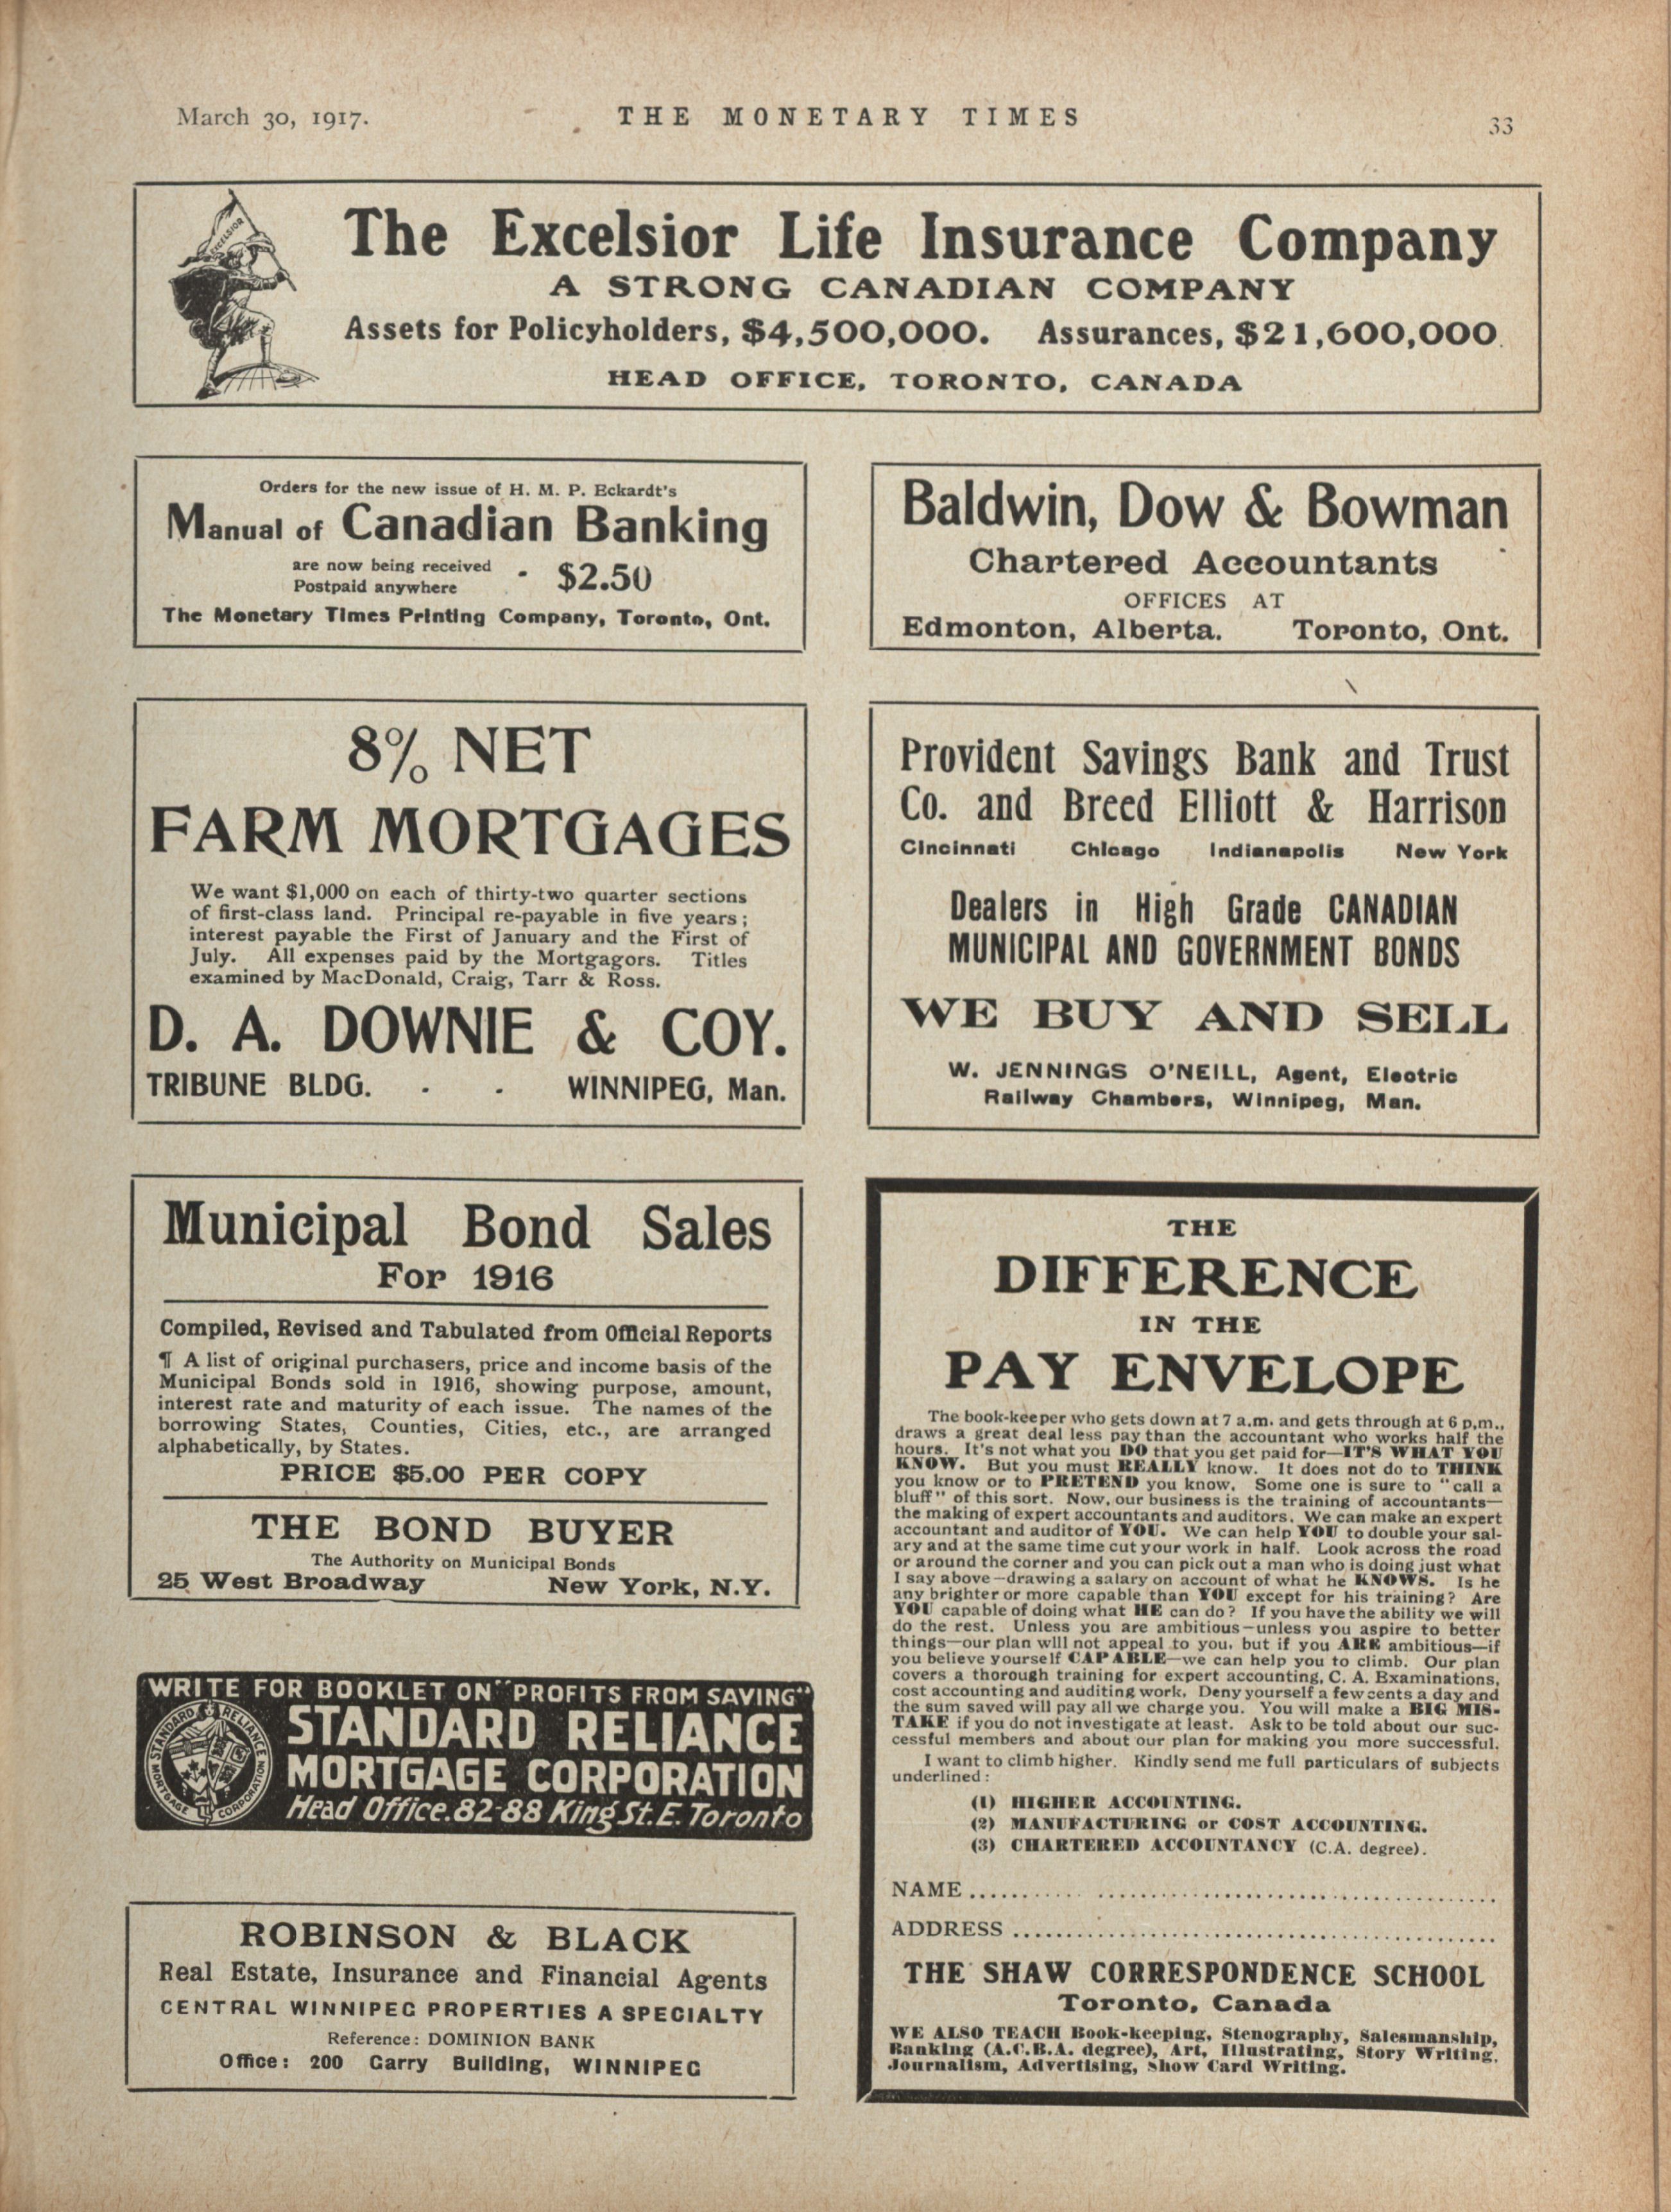 March 30, 1917.
THE MONETARY TIMES
33
EXCELSIOR
The Excelsior Life Insurance Company
A STRONG CANADIAN COMPANY
Assets for Policyholders, $4,500,000. Assurances, $21,600,000.
HEAD OFFICE, TORONTO, CANADA
Orders for the new issue of H. M. P. Eckardt's
Manual of Canadian Banking
are now being received
Postpaid anywhere - $2.50
The Monetary Times Printing Company, Toronto, Ont.
Baldwin, Dow & Bowman
Chartered Accountants
OFFICES AT
Edmonton, Alberta. Toronto, Ont.
8% NET
FARM MORTGAGES
We want $1,000 on each of thirty-two quarter sections
of first-class land. Principal re-payable in five years;
interest payable the First of January and the First of
July. All expenses paid by the Mortgagors. Titles
examined by MacDonald, Craig, Tarr & Ross.
D. A. DOWNIE & COY.
TRIBUNE BLDG. - - WINNIPEG, Man.
Provident Savings Bank and Trust
Co. and Breed Elliott & Harrison
Cincinnati Chicago Indianapolis New York
Dealers in High Grade CANADIAN
MUNICIPAL AND GOVERNMENT BONDS
WE BUY AND SELL
W. JENNINGS O'NEILL, Agent, Electric
Railway Chambers, Winnipeg, Man.
Municipal Bond Sales
For 1916
Compiled, Revised and Tabulated from Official Reports
¶ A list of original purchasers, price and income basis of the
Municipal Bonds sold in 1916, showing purpose, amount,
interest rate and maturity of each issue. The names of the
borrowing States, Counties, Cities, etc., are arranged
alphabetically, by States.
PRICE $5.00 PER COPY
THE BOND BUYER
The Authority on Municipal Bonds
25 West Broadway New York, N.Y.
WRITE FOR BOOKLET ON "PROFITS FROM SAVING"
STANDARD RELIANCE
MORTGAGE CORPORATION
Head Office. 82-88 King St. E. Toronto
STANDARD RELIANCE MORTGAGE CORPORATION
ROBINSON & BLACK
Real Estate, Insurance and Financial Agents
CENTRAL WINNIPEG PROPERTIES A SPECIALTY
Reference: DOMINION BANK
Office: 200 Garry Building, WINNIPEG
THE
DIFFERENCE
IN THE
PAY ENVELOPE
The book-keeper who gets down at 7 a.m. and gets through at 6 p.m.,
draws a great deal less pay than the accountant who works half the
hours. It's not what you DO that you get paid for—IT'S WHAT YOU
KNOW. But you must REALLY know. It does not do to THINK
you know or to PRETEND you know. Some one is sure to "call a
bluff" of this sort. Now, our business is the training of accountants—
the making of expert accountants and auditors. We can make an expert
accountant and auditor of YOU. We can help YOU to double your sal-
ary and at the same time cut your work in half. Look across the road
or around the corner and you can pick out a man who is doing just what
I say above—drawing a salary on account of what he KNOWS. Is he
any brighter or more capable than YOU except for his training? Are
YOU capable of doing what HE can do? If you have the ability we will
do the rest. Unless you are ambitious—unless you aspire to better
things—our plan will not appeal to you, but if you ARE ambitious—if
you believe yourself CAPABLE—we can help you to climb. Our plan
covers a thorough training for expert accounting, C. A. Examinations,
cost accounting and auditing work. Deny yourself a few cents a day and
the sum saved will pay all we charge you. You will make a BIG MIS-
TAKE if you do not investigate at least. Ask to be told about our suc-
cessful members and about our plan for making you more successful.
I want to climb higher. Kindly send me full particulars of subjects
underlined:
(1) HIGHER ACCOUNTING.
(2) MANUFACTURING or COST ACCOUNTING.
(3) CHARTERED ACCOUNTANCY (C.A. degree).
NAME
ADDRESS
THE SHAW CORRESPONDENCE SCHOOL
Toronto, Canada
WE ALSO TEACH Book-keeping, Stenography, Salesmanship,
Banking (A.C.B.A. degree), Art, Illustrating, Story Writing,
Journalism, Advertising, Show Card Writing.